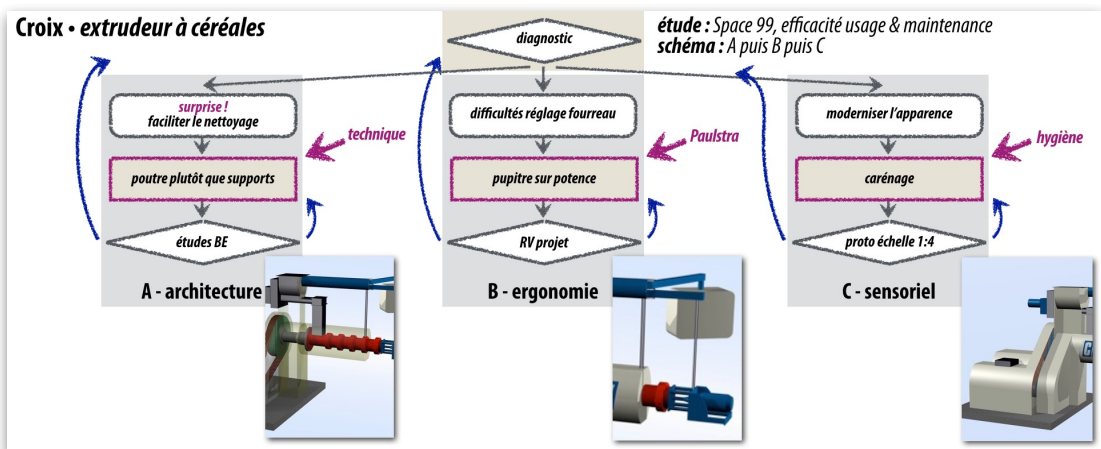 Croix • extrudeur à céréales
diagnostic
étude : Space 99, efficacité usage & maintenance
schéma : A puis B puis C
surprise !
faciliter le nettoyage
technique
poutre plutôt que supports
études BE
A - architecture
difficultés réglage fourreau
Paulstra
pupitre sur potence
RV projet
B - ergonomie
moderniser l'apparence
hygiène
carénage
proto échelle 1:4
C - sensoriel